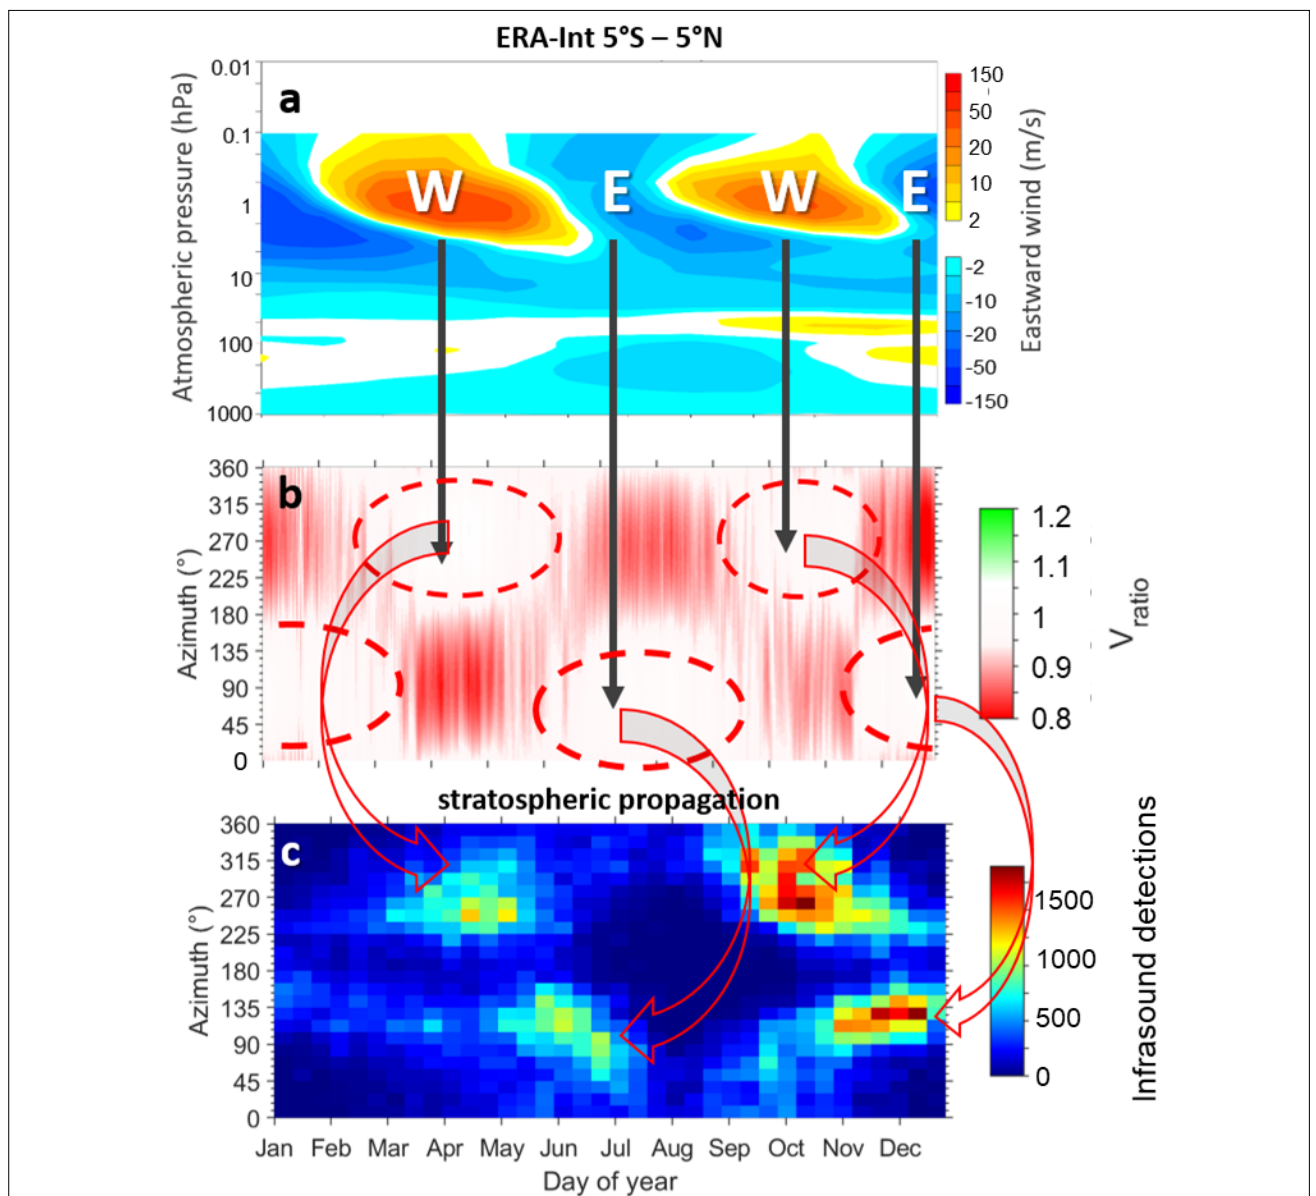 ERA-Int 5°S – 5°N
a
Atmospheric pressure (hPa)
0.01
0.1
1
10
100
1000
W
E
W
E
150
50
20
10
2
-2
-10
-20
-50
-150
Eastward wind (m/s)
b
Azimuth (°)
360
315
270
225
180
135
90
45
0
1.2
1.1
1
0.9
0.8
Vratio
stratospheric propagation
c
Azimuth (°)
360
315
270
225
180
135
90
45
0
Jan Feb Mar Apr May Jun Jul Aug Sep Oct Nov Dec
Day of year
1500
1000
500
0
Infrasound detections